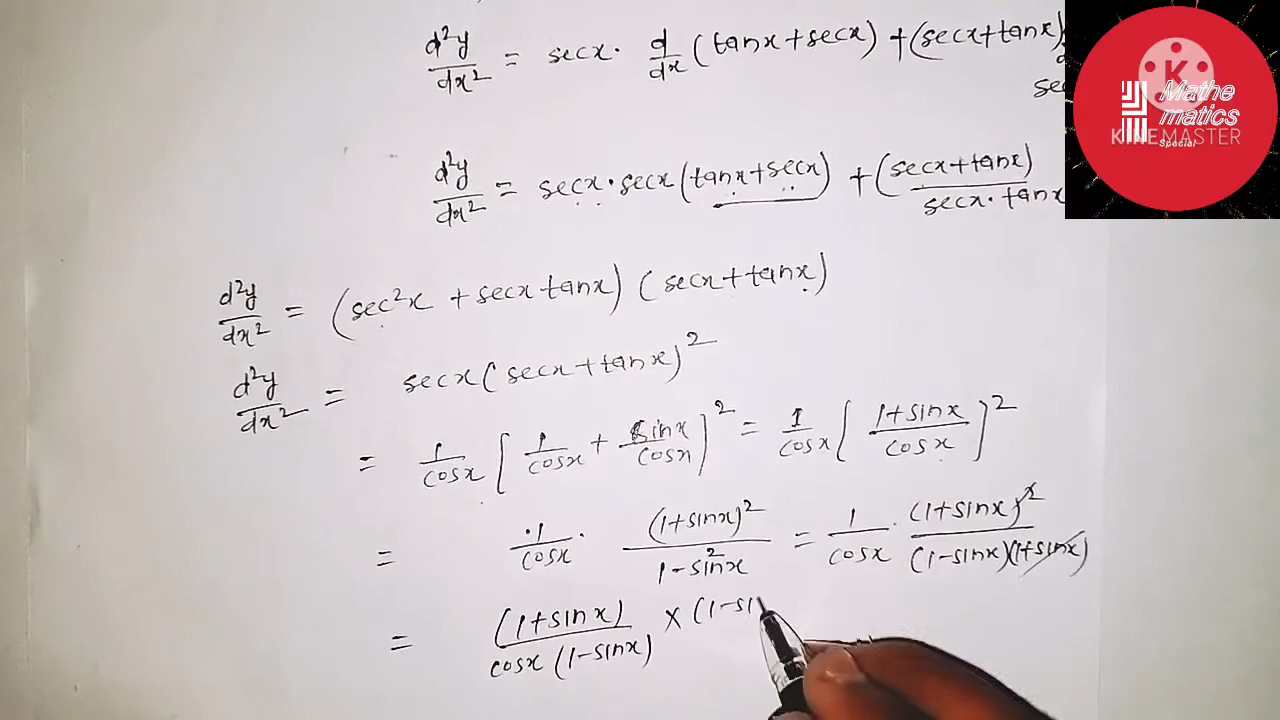 d²y/dx² = secx · d/dx (tanx + secx) + (secx + tanx)
d²y/dx² = secx · secx (tanx + secx) + (secx + tanx) secx · tanx
d²y/dx² = (sec²x + secx tanx) (secx + tanx)
d²y/dx² = secx (secx + tanx)²
= 1/cosx [1/cosx + sinx/cosx]² = 1/cosx [(1+sinx)/cosx]²
= 1/cosx · (1+sinx)²/(1-sin²x) = 1/cosx · (1+sinx)²/((1-sinx)(1+sinx))
= (1+sinx)/(cosx (1-sinx)) × (1-si
K
Mathe
matics
KINEMASTER
Special